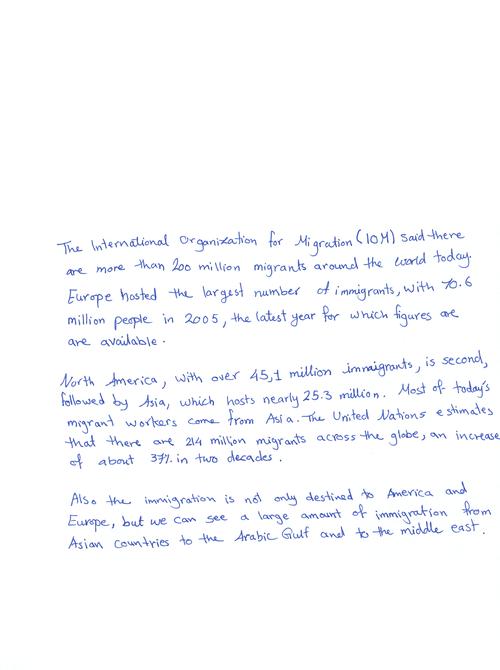 The International Organization for Migration (IOM) said there
are more than 200 million migrants around the world today.
Europe hosted the largest number of immigrants, with 70.6
million people in 2005, the latest year for which figures are
are available.
North America, with over 45,1 million immigrants, is second,
followed by Asia, which hosts nearly 25.3 million. Most of today's
migrant workers come from Asia. The United Nations estimates
that there are 214 million migrants across the globe, an increase
of about 37% in two decades.
Also the immigration is not only destined to America and
Europe, but we can see a large amount of immigration from
Asian countries to the Arabic Gulf and to the middle east.